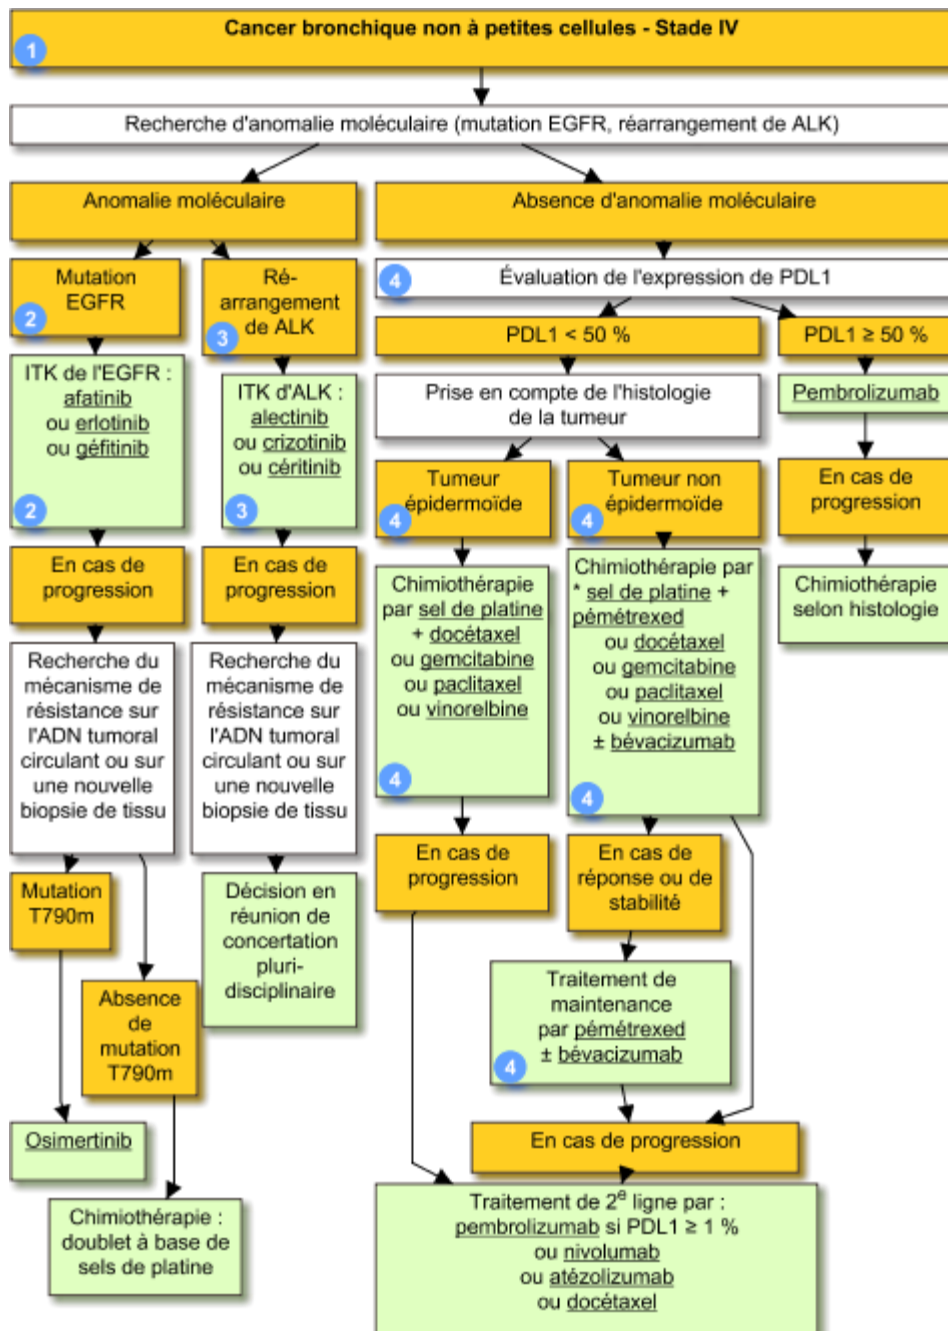 Cancer bronchique non à petites cellules - Stade IV
1
Recherche d'anomalie moléculaire (mutation EGFR, réarrangement de ALK)
Anomalie moléculaire
Absence d'anomalie moléculaire
Mutation
EGFR
2
Ré-
arrangement
de ALK
3
4
Évaluation de l'expression de PDL1
PDL1 < 50 %
PDL1 ≥ 50 %
ITK de l'EGFR :
afatinib
ou erlotinib
ou géfitinib
2
ITK d'ALK :
alectinib
ou crizotinib
ou céritinib
3
Prise en compte de l'histologie
de la tumeur
Pembrolizumab
Tumeur
épidermoïde
4
Tumeur non
épidermoïde
4
En cas de
progression
En cas de
progression
En cas de
progression
Chimiothérapie
par sel de platine
+ docétaxel
ou gemcitabine
ou paclitaxel
ou vinorelbine
4
Chimiothérapie par
* sel de platine +
pémétrexed
ou docétaxel
ou gemcitabine
ou paclitaxel
ou vinorelbine
± bévacizumab
4
Chimiothérapie
selon histologie
Recherche du
mécanisme de
résistance sur
l'ADN tumoral
circulant ou sur
une nouvelle
biopsie de tissu
Recherche du
mécanisme de
résistance sur
l'ADN tumoral
circulant ou sur
une nouvelle
biopsie de tissu
En cas de
progression
En cas de
réponse ou de
stabilité
Mutation
T790m
Décision en
réunion de
concertation
pluri-
disciplinaire
Absence
de
mutation
T790m
Traitement de
maintenance
par pémétrexed
± bévacizumab
4
Osimertinib
En cas de progression
Chimiothérapie :
doublet à base de
sels de platine
Traitement de 2e ligne par :
pembrolizumab si PDL1 ≥ 1 %
ou nivolumab
ou atézolizumab
ou docétaxel